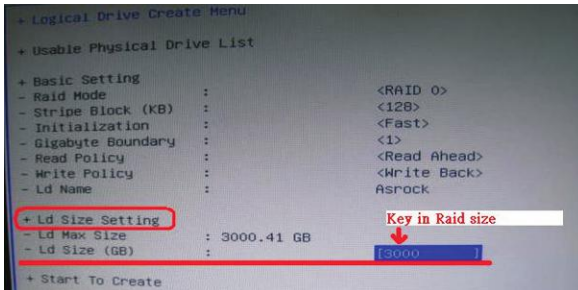 + Logical Drive Create Menu
+ Usable Physical Drive List
+ Basic Setting
- Raid Mode : <RAID 0>
- Stripe Block (KB) : <128>
- Initialization : <Fast>
- Gigabyte Boundary : <1>
- Read Policy : <Read Ahead>
- Write Policy : <Write Back>
- Ld Name : Asrock
+ Ld Size Setting
Key in Raid size
- Ld Max Size : 3000.41 GB
- Ld Size (GB) : [3000 ]
+ Start To Create